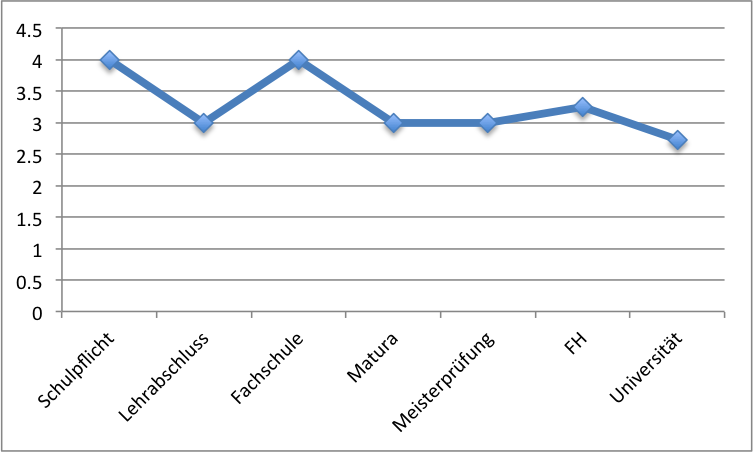 4.5
4
3.5
3
2.5
2
1.5
1
0.5
0
Schulpflicht
Lehrabschluss
Fachschule
Matura
Meisterprüfung
FH
Universität